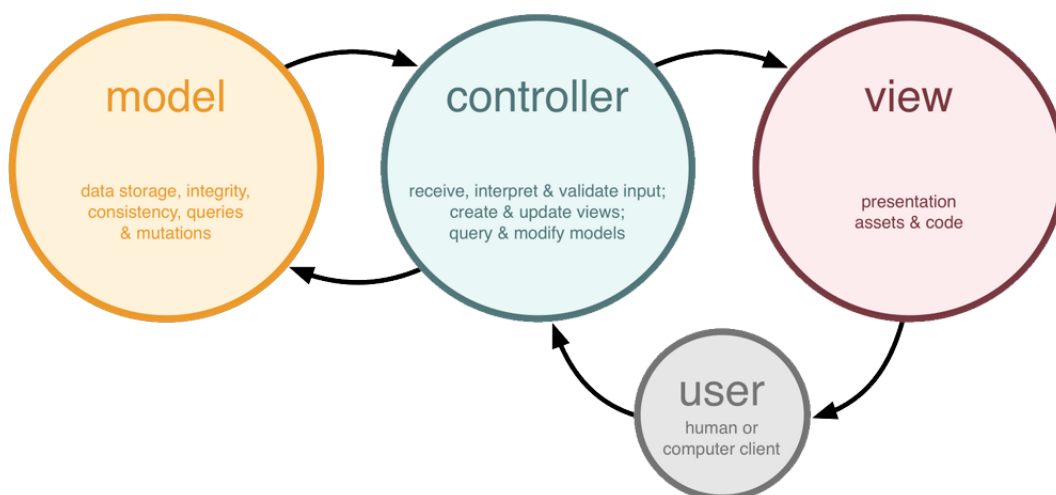 model
data storage, integrity,
consistency, queries
& mutations
controller
receive, interpret & validate input;
create & update views;
query & modify models
view
presentation
assets & code
user
human or
computer client